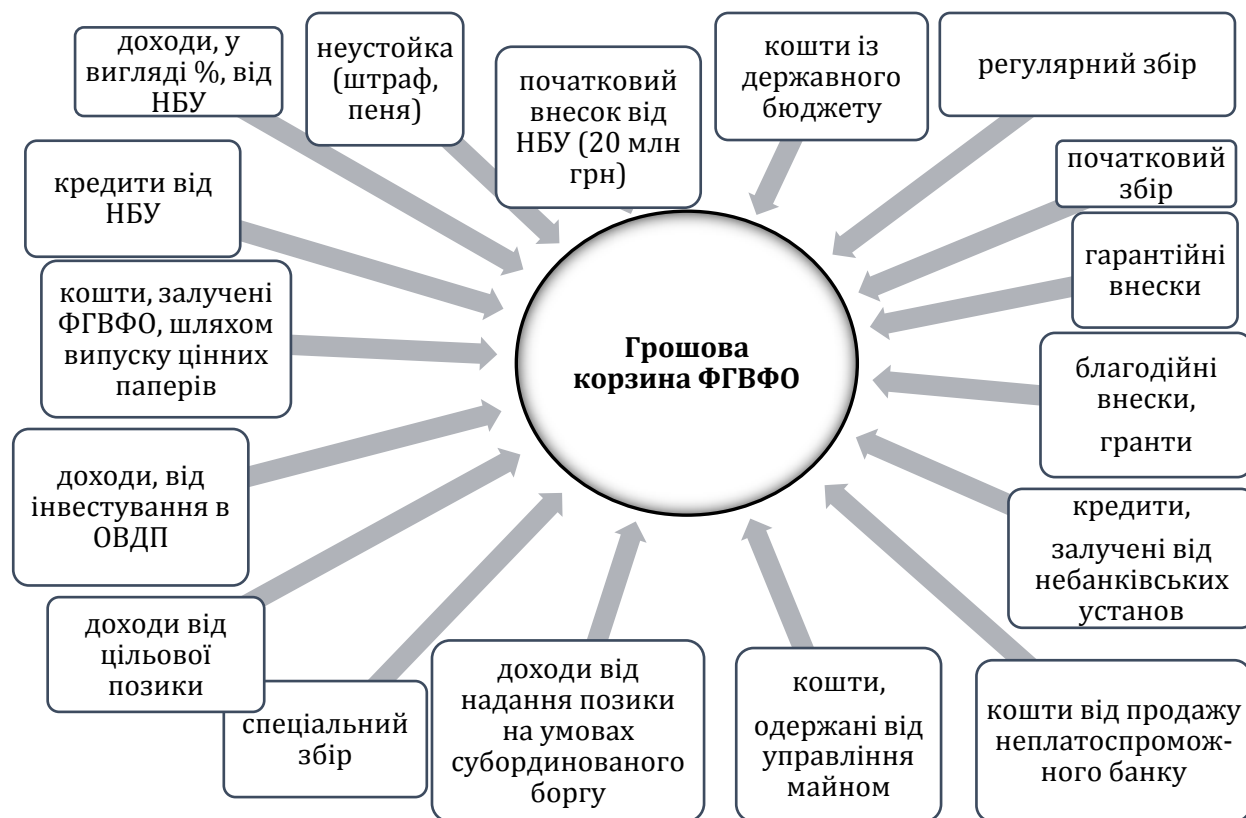 доходи, у
вигляді %, від
НБУ
неустойка
(штраф,
пеня)
початковий
внесок від
НБУ (20 млн
грн)
кошти із
державного
бюджету
регулярний збір
початковий
збір
гарантійні
внески
благодійні
внески,
гранти
кредити,
залучені від
небанківських
установ
кошти від продажу
неплатоспромож-
ного банку
кошти,
одержані від
управління
майном
доходи від
надання позики
на умовах
субординованого
боргу
спеціальний
збір
доходи від
цільової
позики
доходи, від
інвестування в
ОВДП
кошти, залучені
ФГВФО, шляхом
випуску цінних
паперів
кредити від
НБУ
Грошова
корзина ФГВФО